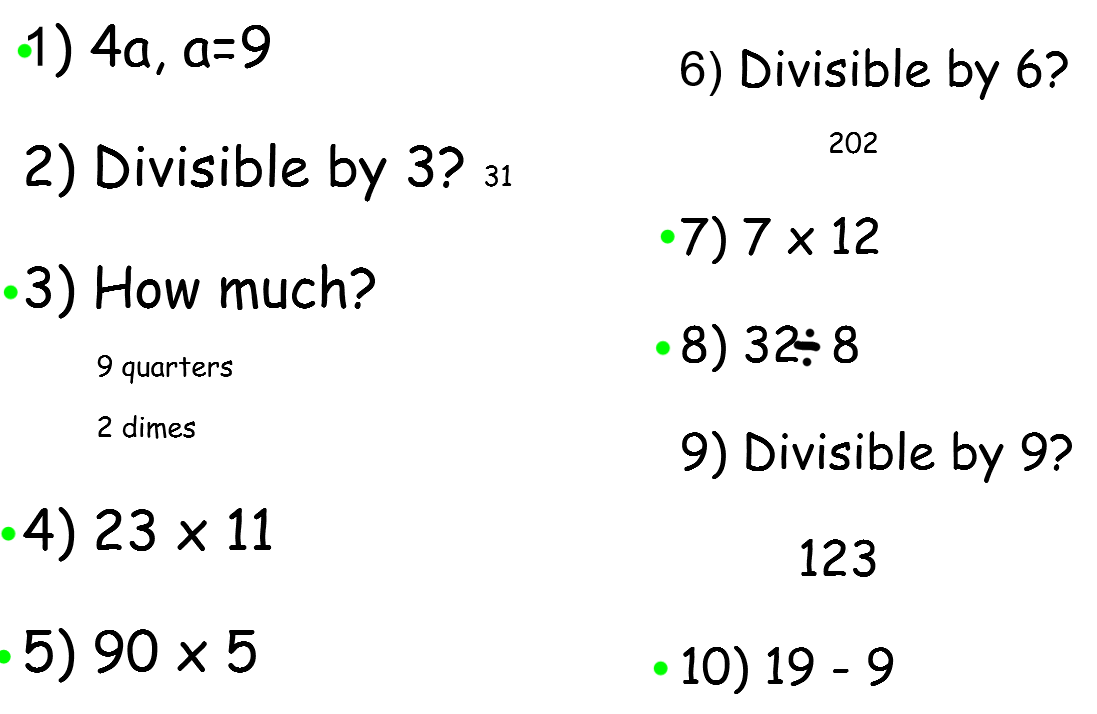 1) 4a, a=9
2) Divisible by 3? 31
3) How much?
9 quarters
2 dimes
4) 23 x 11
5) 90 x 5
6) Divisible by 6?
202
7) 7 x 12
8) 32÷8
9) Divisible by 9?
123
10) 19 - 9